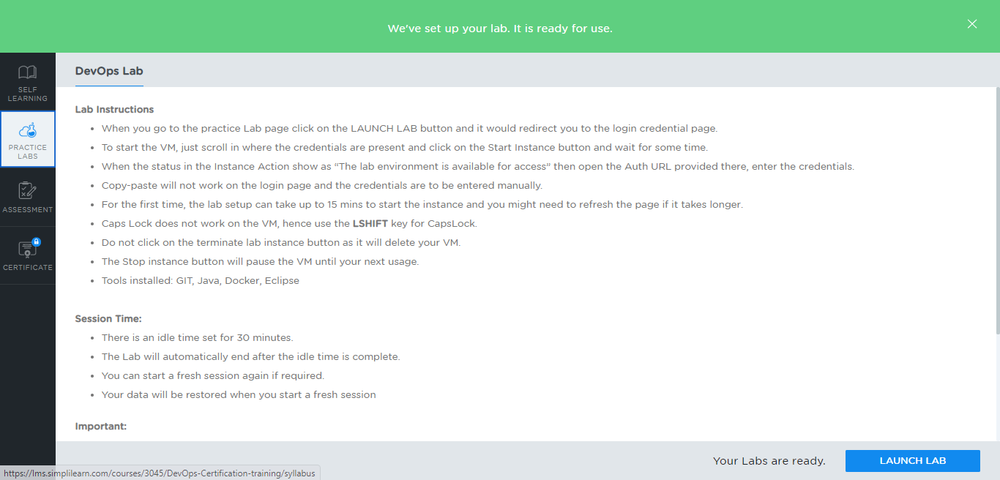 We've set up your lab. It is ready for use.
SELF
LEARNING
PRACTICE
LABS
ASSESSMENT
CERTIFICATE
DevOps Lab
Lab Instructions
• When you go to the practice Lab page click on the LAUNCH LAB button and it would redirect you to the login credential page.
• To start the VM, just scroll in where the credentials are present and click on the Start Instance button and wait for some time.
• When the status in the Instance Action show as “The lab environment is available for access” then open the Auth URL provided there, enter the credentials.
• Copy-paste will not work on the login page and the credentials are to be entered manually.
• For the first time, the lab setup can take up to 15 mins to start the instance and you might need to refresh the page if it takes longer.
• Caps Lock does not work on the VM, hence use the LSHIFT key for CapsLock.
• Do not click on the terminate lab instance button as it will delete your VM.
• The Stop instance button will pause the VM until your next usage.
• Tools installed: GIT, Java, Docker, Eclipse
Session Time:
• There is an idle time set for 30 minutes.
• The Lab will automatically end after the idle time is complete.
• You can start a fresh session again if required.
• Your data will be restored when you start a fresh session
Important:
Your Labs are ready.
LAUNCH LAB
https://lms.simplilearn.com/courses/3045/DevOps-Certification-training/syllabus